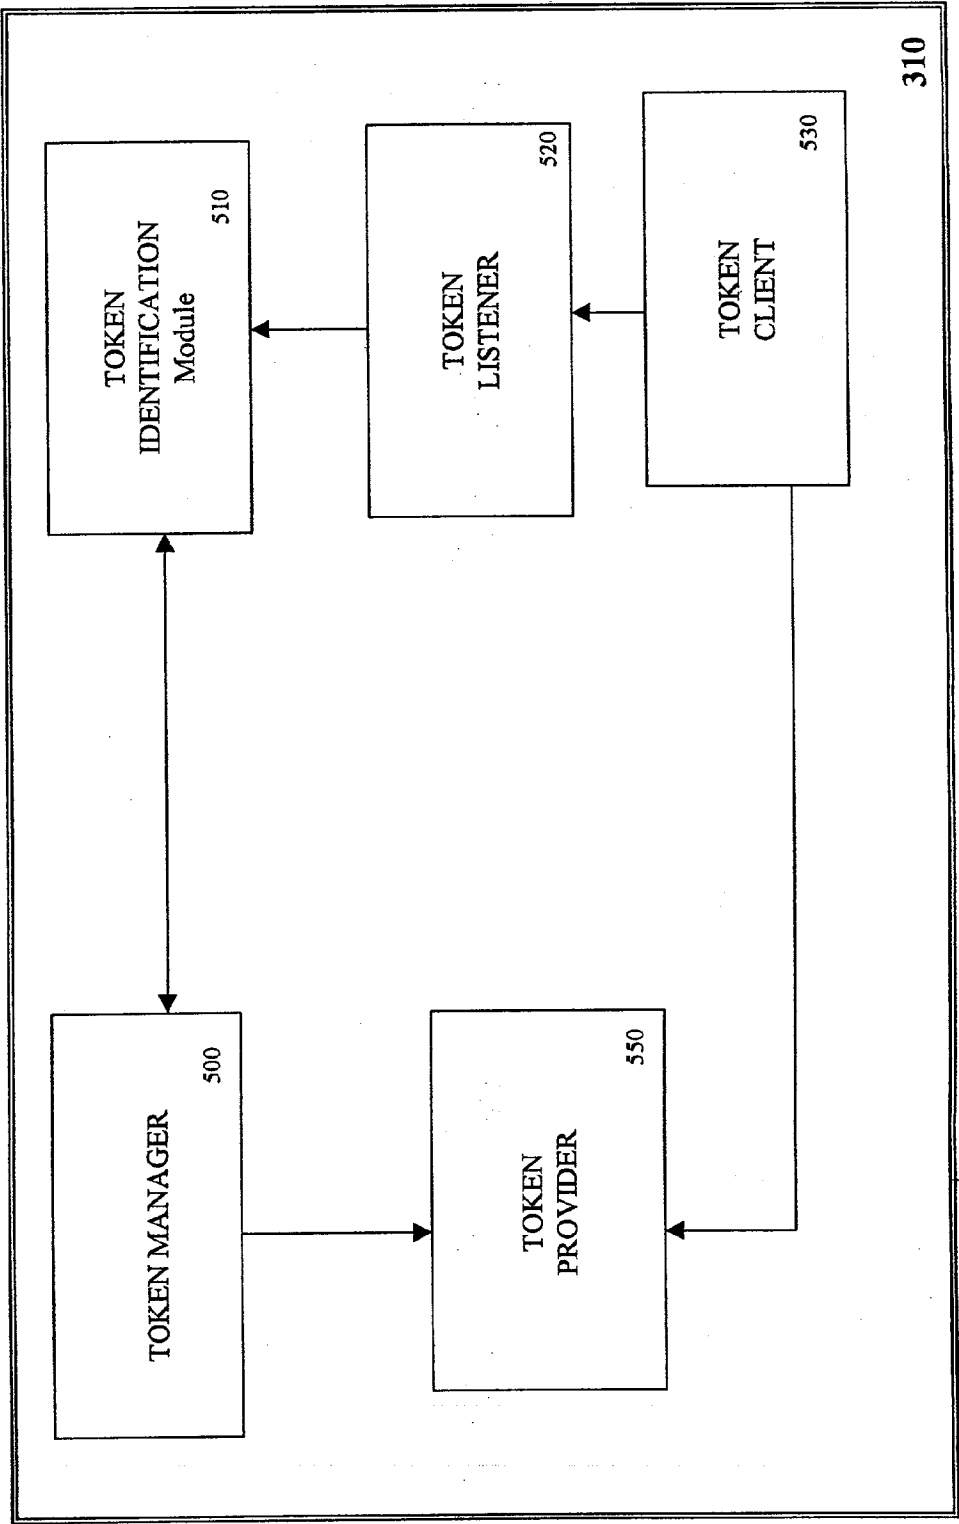 TOKEN MANAGER
500
TOKEN
IDENTIFICATION
Module
510
TOKEN
PROVIDER
550
TOKEN
LISTENER
520
TOKEN
CLIENT
530
310